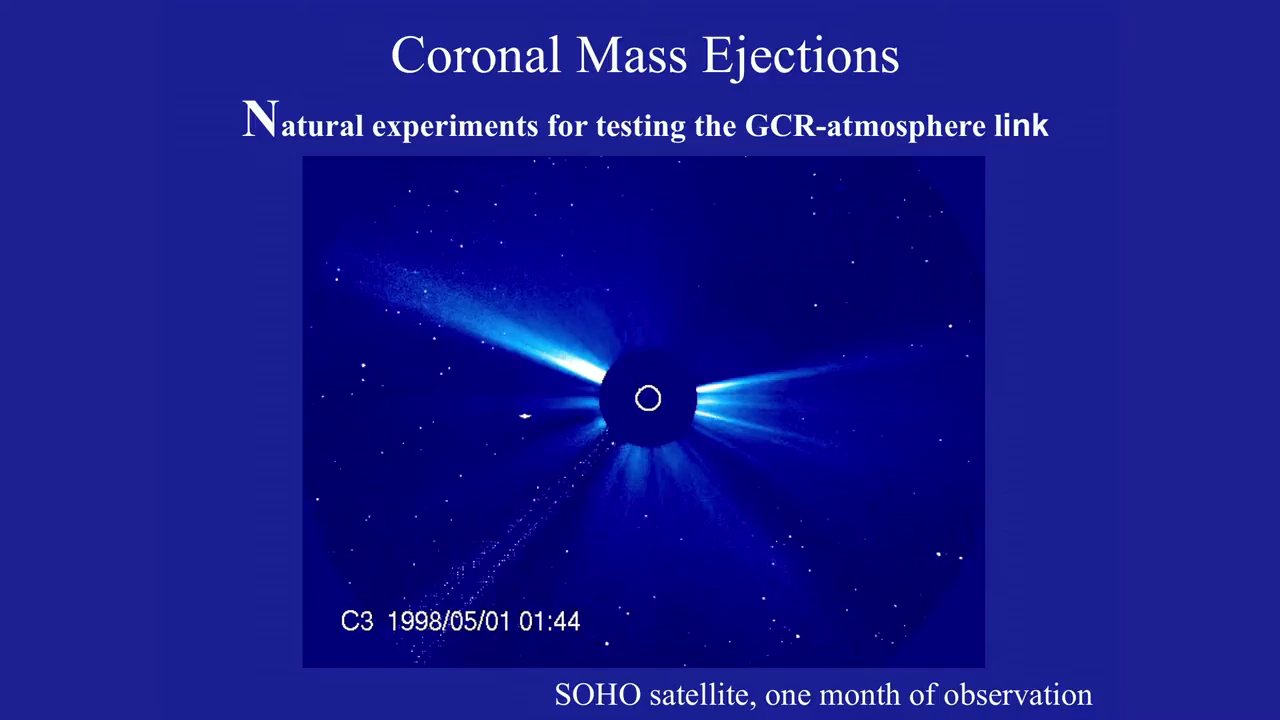 Coronal Mass Ejections
Natural experiments for testing the GCR-atmosphere link
C3 1998/05/01 01:44
SOHO satellite, one month of observation